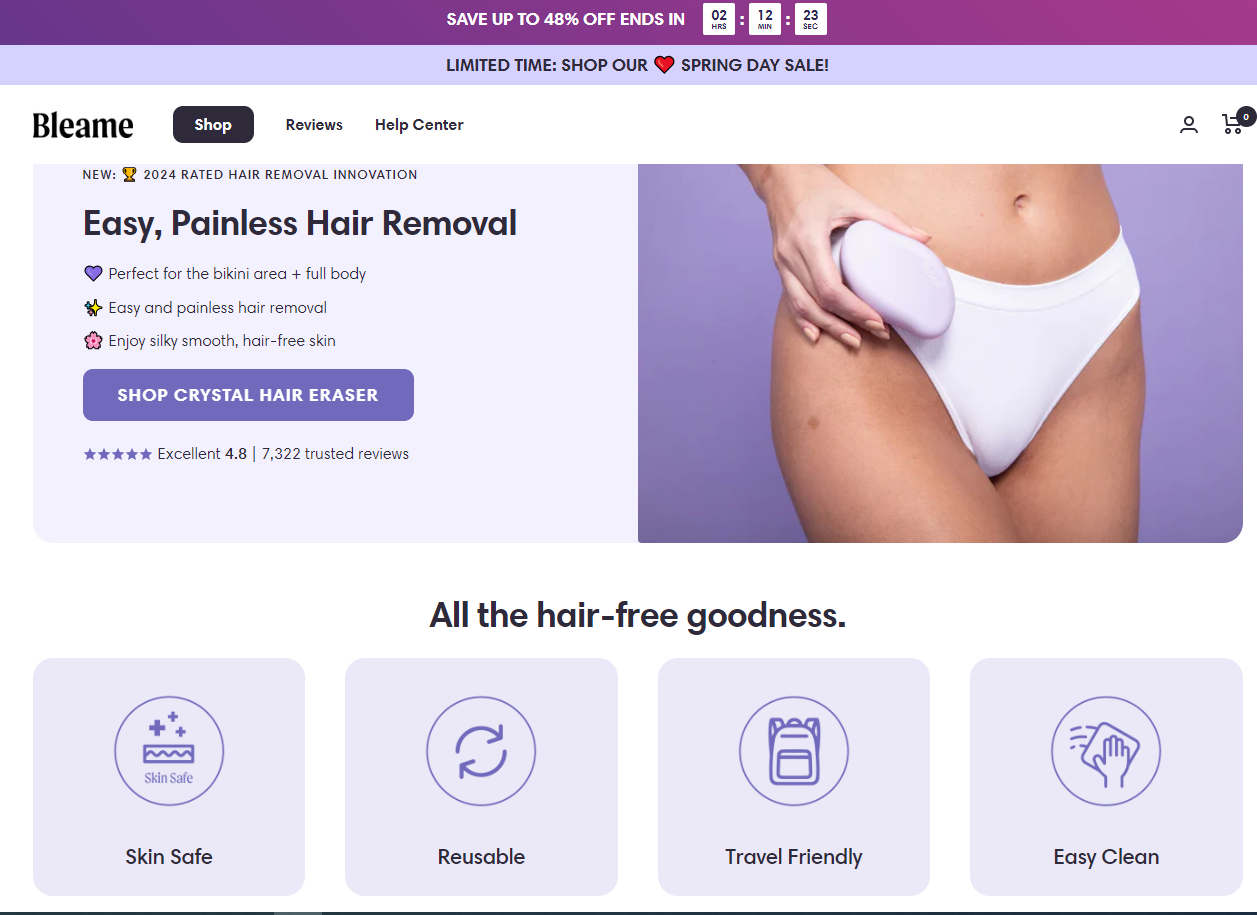 SAVE UP TO 48% OFF ENDS IN 02 : 12 : 23
HRS MIN SEC
LIMITED TIME: SHOP OUR ❤️ SPRING DAY SALE!
Bleame Shop Reviews Help Center 0
NEW: 🏆 2024 RATED HAIR REMOVAL INNOVATION
Easy, Painless Hair Removal
💜 Perfect for the bikini area + full body
✨ Easy and painless hair removal
🌸 Enjoy silky smooth, hair-free skin
SHOP CRYSTAL HAIR ERASER
★★★★★ Excellent 4.8 | 7,322 trusted reviews
All the hair-free goodness.
Skin Safe
Skin Safe Reusable Travel Friendly Easy Clean